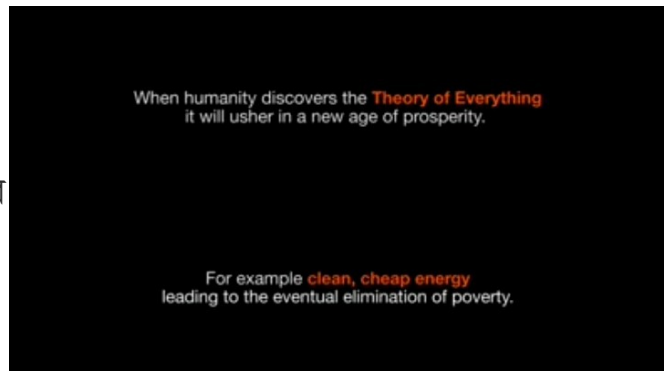 When humanity discovers the Theory of Everything
it will usher in a new age of prosperity.
For example clean, cheap energy
leading to the eventual elimination of poverty.